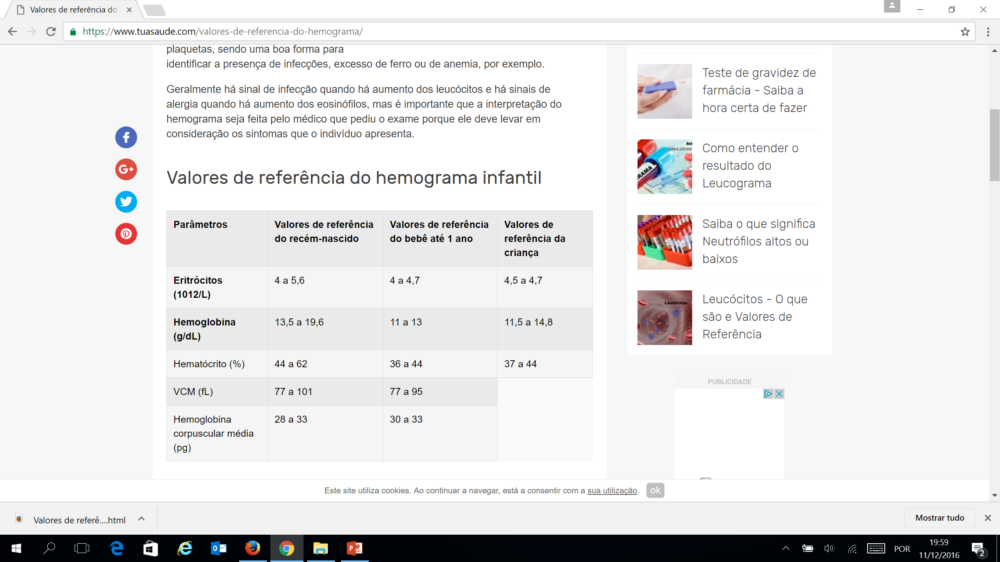 Valores de referência do
https://www.tuasaude.com/valores-de-referencia-do-hemograma/
plaquetas, sendo uma boa forma para
identificar a presença de infecções, excesso de ferro ou de anemia, por exemplo.
Geralmente há sinal de infecção quando há aumento dos leucócitos e há sinais de
alergia quando há aumento dos eosinófilos, mas é importante que a interpretação do
hemograma seja feita pelo médico que pediu o exame porque ele deve levar em
consideração os sintomas que o indivíduo apresenta.
Valores de referência do hemograma infantil
Parâmetros
Valores de referência
do recém-nascido
Valores de referência
do bebê até 1 ano
Valores de
referência da
criança
Eritrócitos
(1012/L)
4 a 5,6
4 a 4,7
4,5 a 4,7
Hemoglobina
(g/dL)
13,5 a 19,6
11 a 13
11,5 a 14,8
Hematócrito (%)
44 a 62
36 a 44
37 a 44
VCM (fL)
77 a 101
77 a 95
Hemoglobina
corpuscular média
(pg)
28 a 33
30 a 33
Teste de gravidez de
farmácia - Saiba a
hora certa de fazer
Como entender o
resultado do
Leucograma
Saiba o que significa
Neutrófilos altos ou
baixos
Leucócitos
Leucócitos - O que
são e Valores de
Referência
PUBLICIDADE
Este site utiliza cookies. Ao continuar a navegar, está a consentir com a sua utilização. ok
Valores de referê....html
Mostrar tudo
POR
19:59
11/12/2016
2